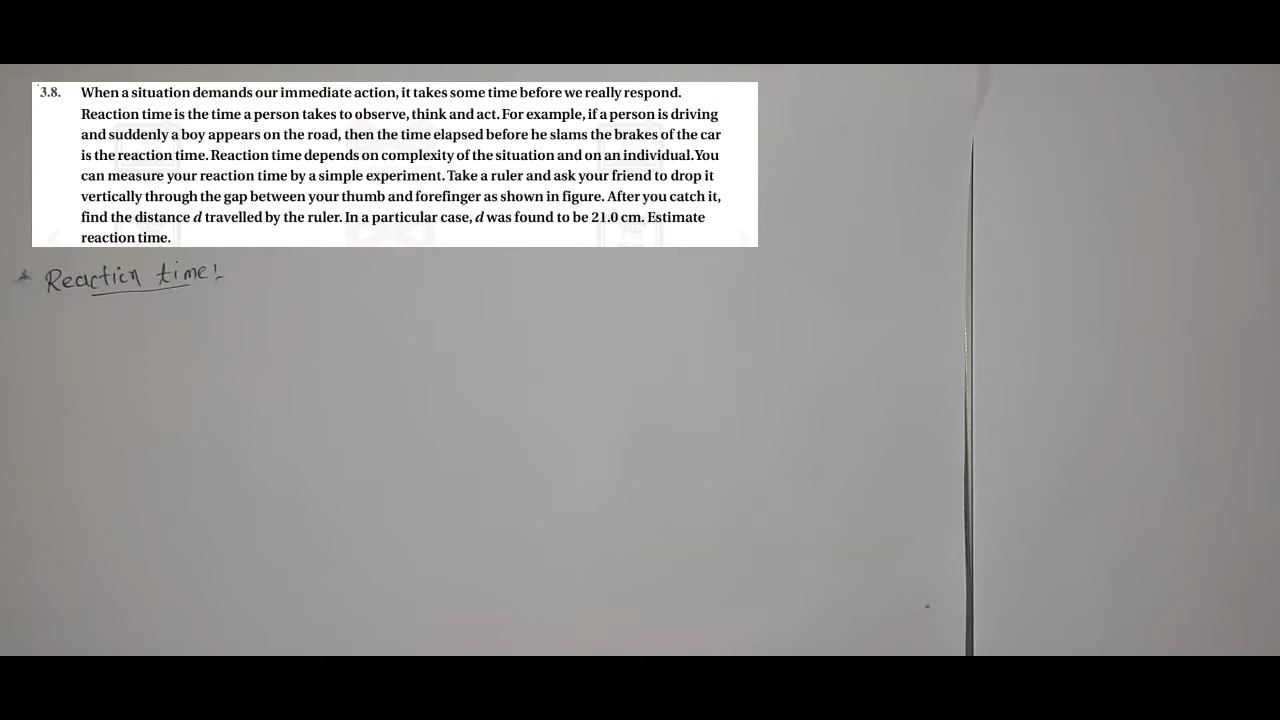 3.8. When a situation demands our immediate action, it takes some time before we really respond.
Reaction time is the time a person takes to observe, think and act. For example, if a person is driving
and suddenly a boy appears on the road, then the time elapsed before he slams the brakes of the car
is the reaction time. Reaction time depends on complexity of the situation and on an individual. You
can measure your reaction time by a simple experiment. Take a ruler and ask your friend to drop it
vertically through the gap between your thumb and forefinger as shown in figure. After you catch it,
find the distance d travelled by the ruler. In a particular case, d was found to be 21.0 cm. Estimate
reaction time.
* Reaction time: